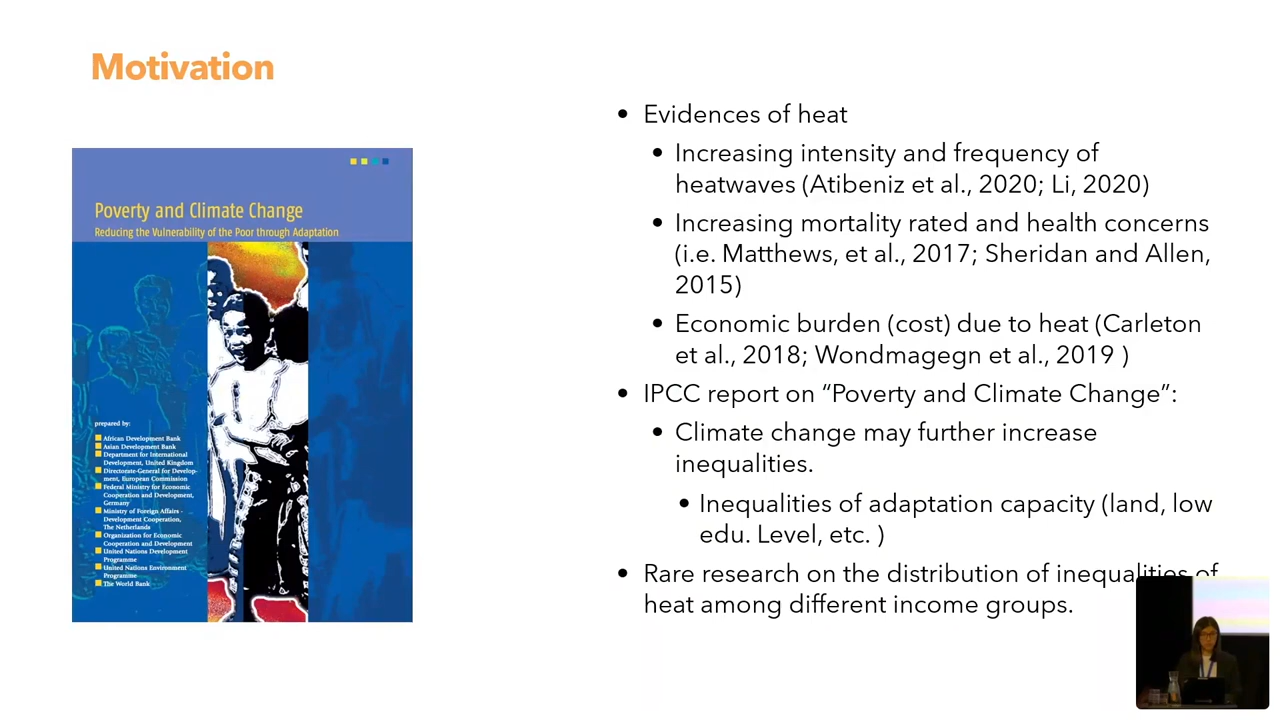 Motivation
Poverty and Climate Change
Reducing the Vulnerability of the Poor through Adaptation
prepared by:
African Development Bank
Asian Development Bank
Department for International
Development, United Kingdom
Directorate-General for Develop-
ment, European Commission
Federal Ministry for Economic
Cooperation and Development,
Germany
Ministry of Foreign Affairs -
Development Cooperation,
The Netherlands
Organization for Economic
Cooperation and Development
United Nations Development
Programme
United Nations Environment
Programme
The World Bank
• Evidences of heat
• Increasing intensity and frequency of
heatwaves (Atibeniz et al., 2020; Li, 2020)
• Increasing mortality rated and health concerns
(i.e. Matthews, et al., 2017; Sheridan and Allen,
2015)
• Economic burden (cost) due to heat (Carleton
et al., 2018; Wondmagegn et al., 2019 )
• IPCC report on “Poverty and Climate Change”:
• Climate change may further increase
inequalities.
• Inequalities of adaptation capacity (land, low
edu. Level, etc. )
• Rare research on the distribution of inequalities of
heat among different income groups.